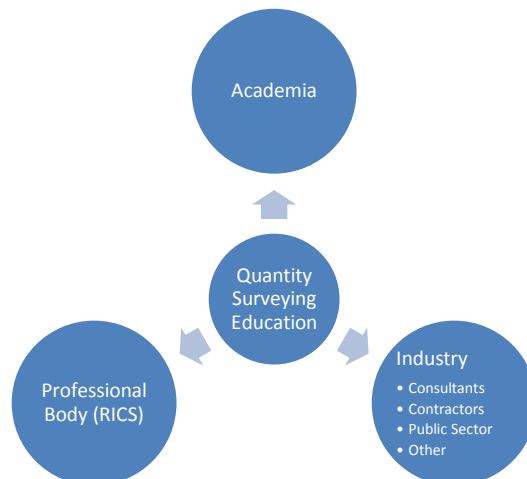 Academia
Quantity
Surveying
Education
Professional
Body (RICS)
Industry
• Consultants
• Contractors
• Public Sector
• Other